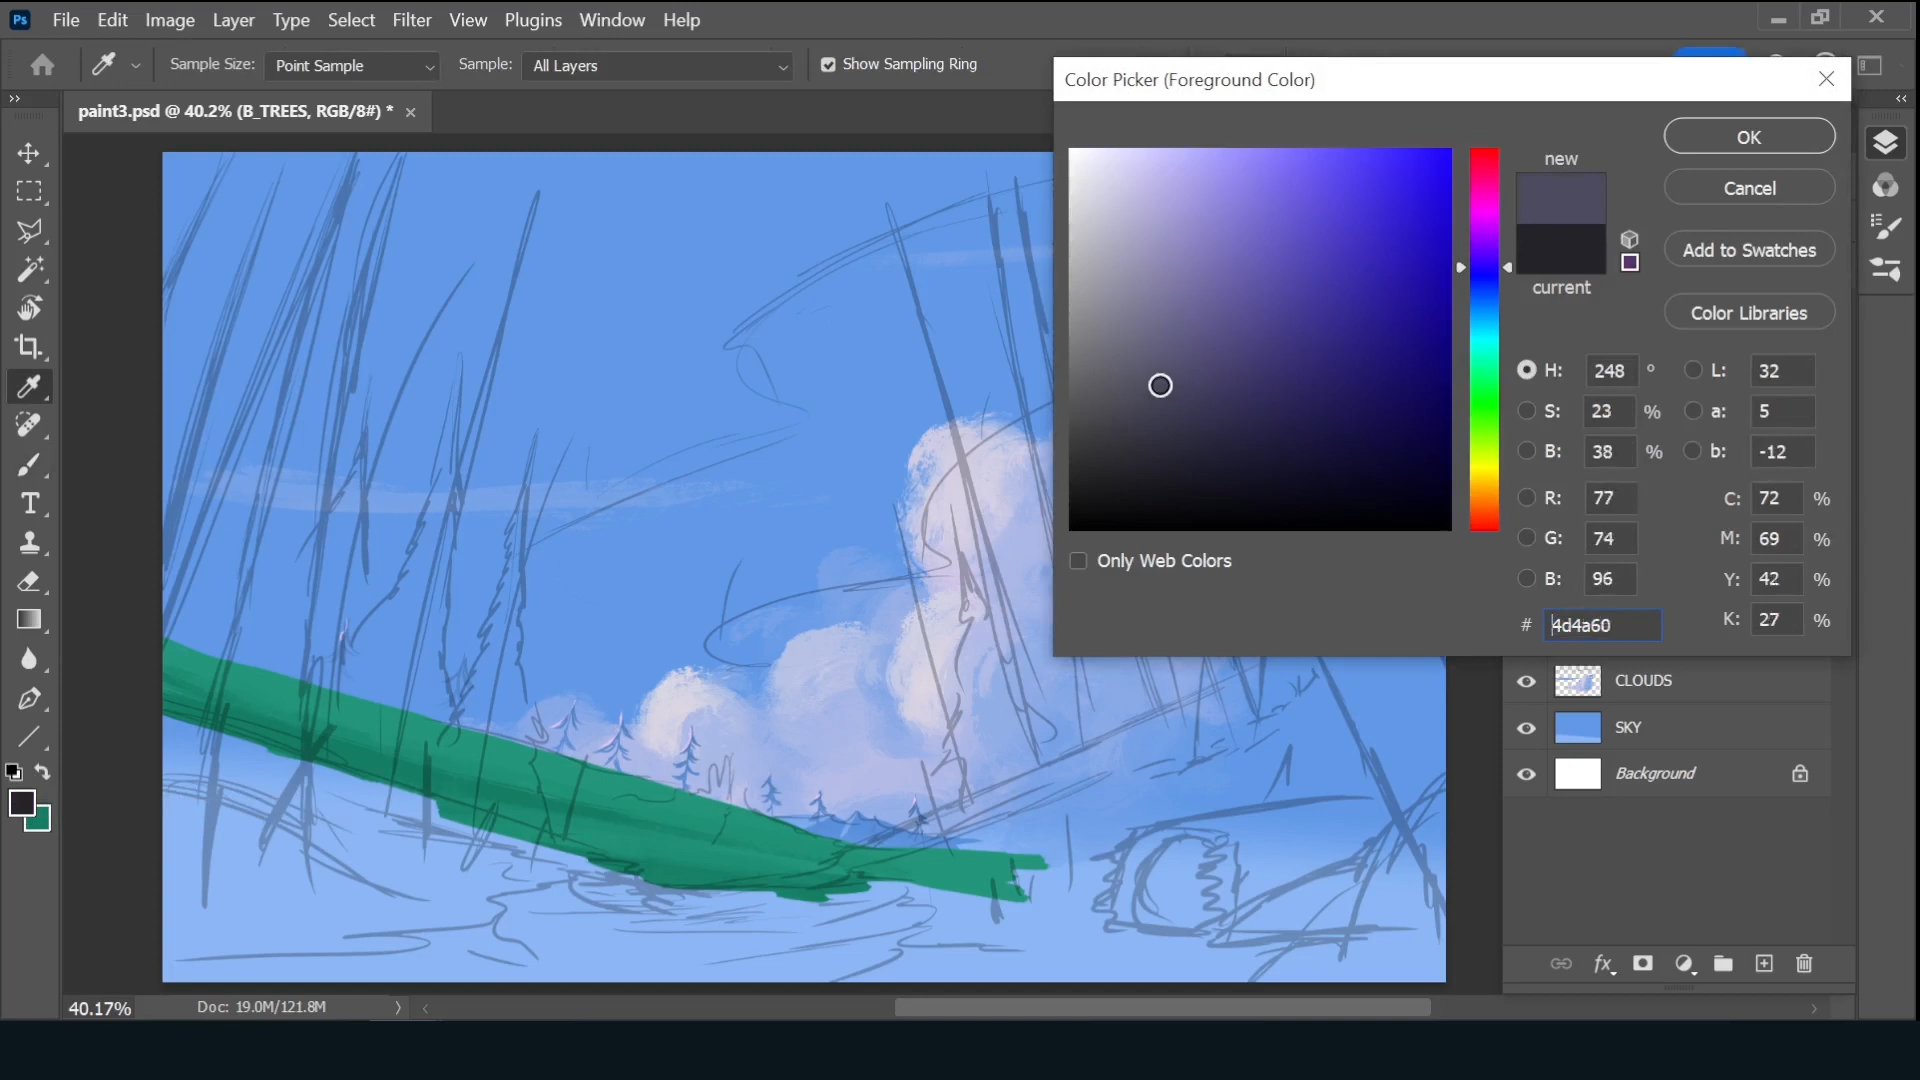 Ps File Edit Image Layer Type Select Filter View Plugins Window Help
Sample Size: Point Sample Sample: All Layers Show Sampling Ring
paint3.psd @ 40.2% (B_TREES, RGB/8#) *
Color Picker (Foreground Color)
new
current
OK
Cancel
Add to Swatches
Color Libraries
H: 248 °
S: 23 %
B: 38 %
R: 77
G: 74
B: 96
# 4d4a60
L: 32
a: 5
b: -12
C: 72 %
M: 69 %
Y: 42 %
K: 27 %
Only Web Colors
CLOUDS
SKY
Background
fx
T
40.17% Doc: 19.0M/121.8M